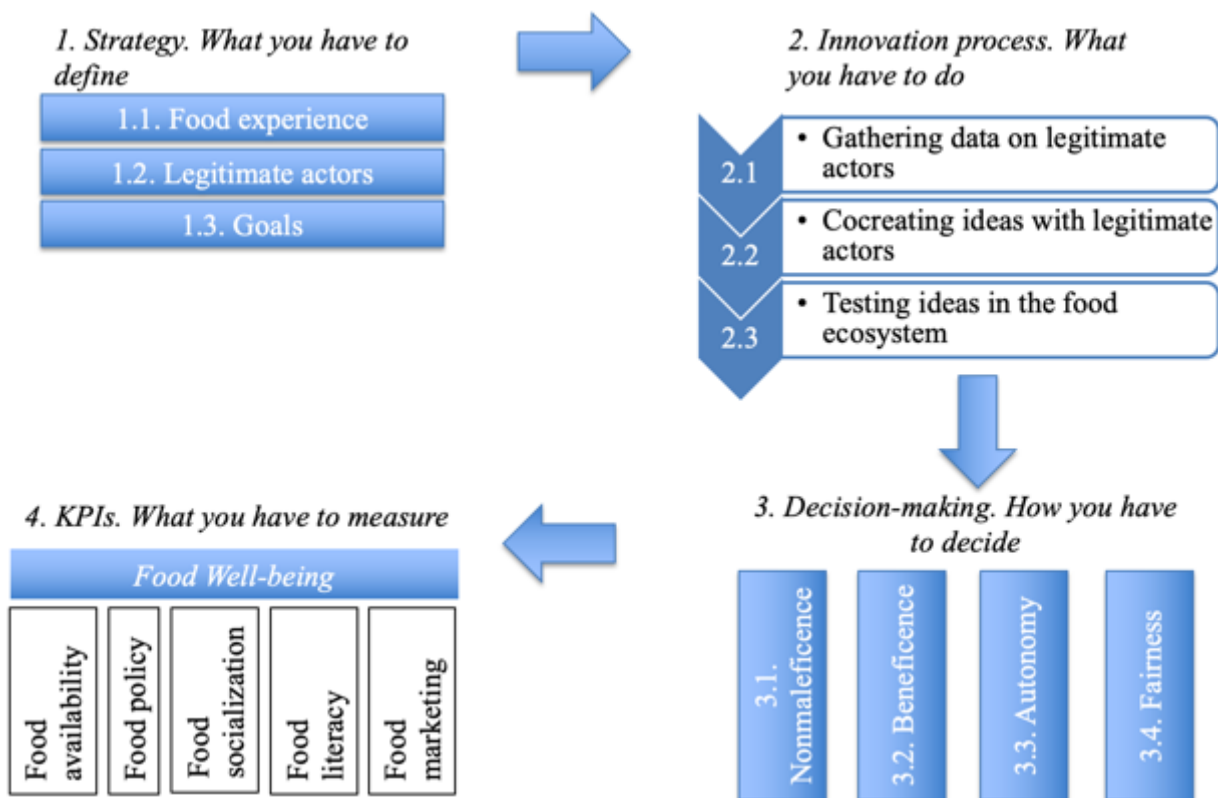 1. Strategy. What you have to
define
1.1. Food experience
1.2. Legitimate actors
1.3. Goals
2. Innovation process. What
you have to do
2.1
• Gathering data on legitimate
actors
2.2
• Cocreating ideas with legitimate
actors
2.3
• Testing ideas in the food
ecosystem
3. Decision-making. How you have
to decide
3.1.
Nonmaleficence
3.2. Beneficence
3.3. Autonomy
3.4. Fairness
4. KPIs. What you have to measure
Food Well-being
Food
availability
Food policy
Food
socialization
Food
literacy
Food
marketing